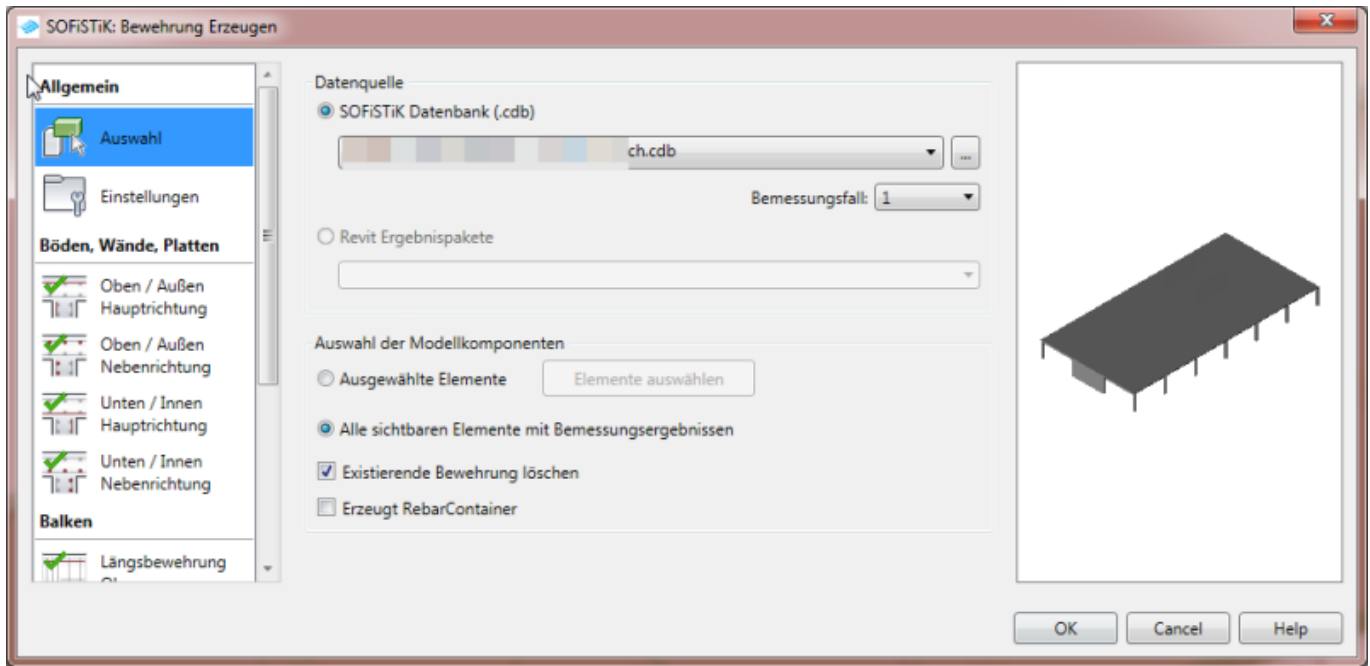 SOFiSTiK: Bewehrung Erzeugen
Allgemein
Auswahl
Einstellungen
Böden, Wände, Platten
Oben / Außen
Hauptrichtung
Oben / Außen
Nebenrichtung
Unten / Innen
Hauptrichtung
Unten / Innen
Nebenrichtung
Balken
Längsbewehrung
Datenquelle
SOFiSTiK Datenbank (.cdb)
ch.cdb
...
Bemessungsfall: 1
Revit Ergebnispakete
Auswahl der Modellkomponenten
Ausgewählte Elemente
Elemente auswählen
Alle sichtbaren Elemente mit Bemessungsergebnissen
Existierende Bewehrung löschen
Erzeugt RebarContainer
OK
Cancel
Help